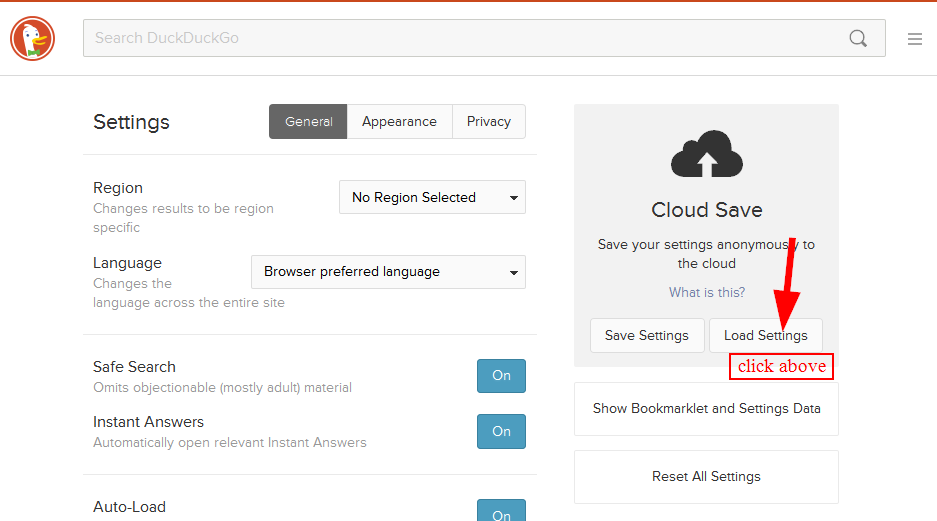 Search DuckDuckGo
Settings
General
Appearance
Privacy
Region
Changes results to be region
specific
No Region Selected
Language
Changes the
language across the entire site
Browser preferred language
Safe Search
Omits objectionable (mostly adult) material
On
Instant Answers
Automatically open relevant Instant Answers
On
Auto-Load
On
Cloud Save
Save your settings anonymously to
the cloud
What is this?
Save Settings
Load Settings
click above
Show Bookmarklet and Settings Data
Reset All Settings